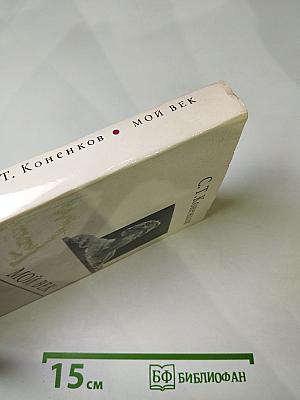 Т. Коненков • МОЙ ВЕК
С.Т. Коненков
МОЙ ВЕК
15 см
БФ БИБЛИОФАН